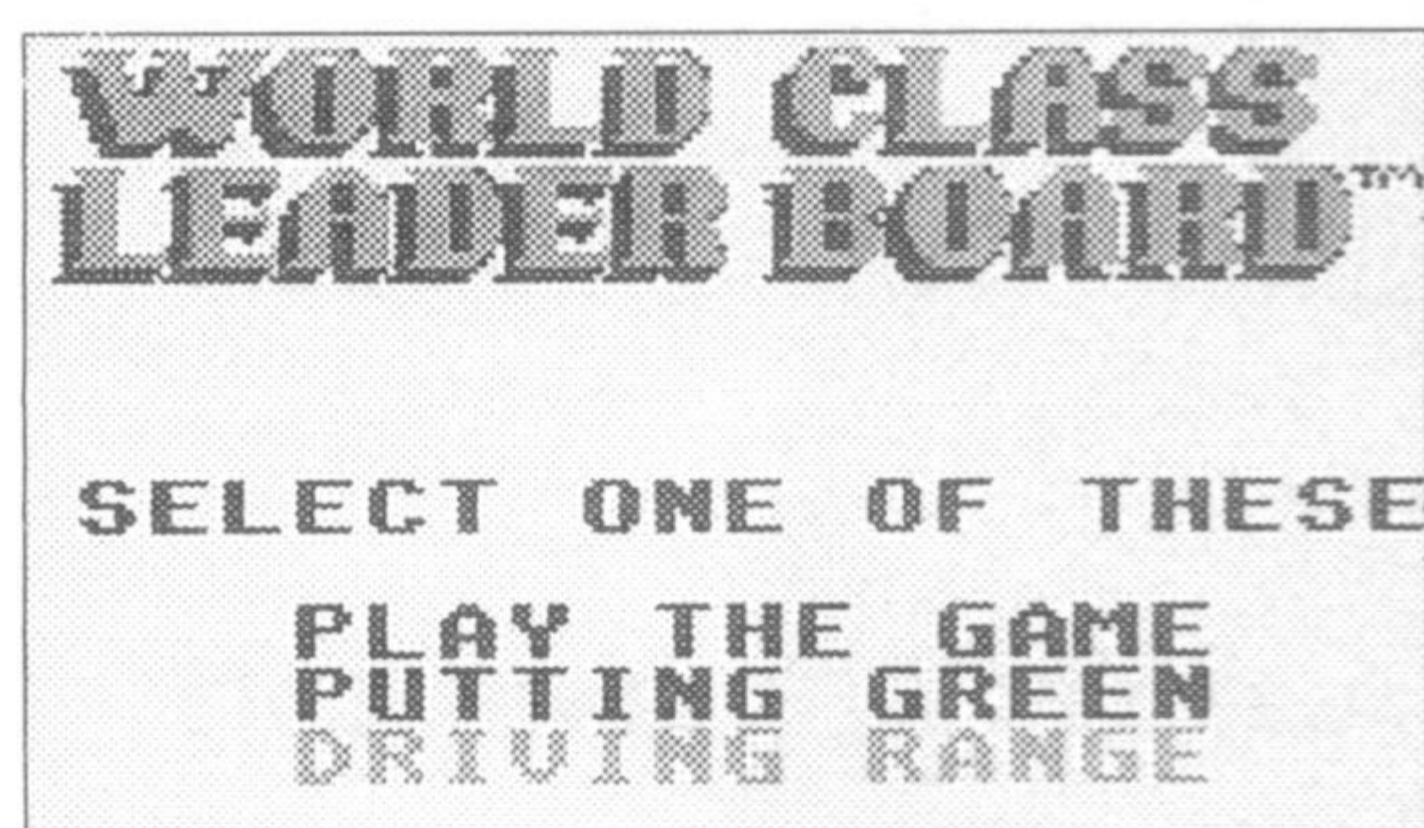 WORLD CLASS
LEADER BOARD™
SELECT ONE OF THESE
PLAY THE GAME
PUTTING GREEN
DRIVING RANGE